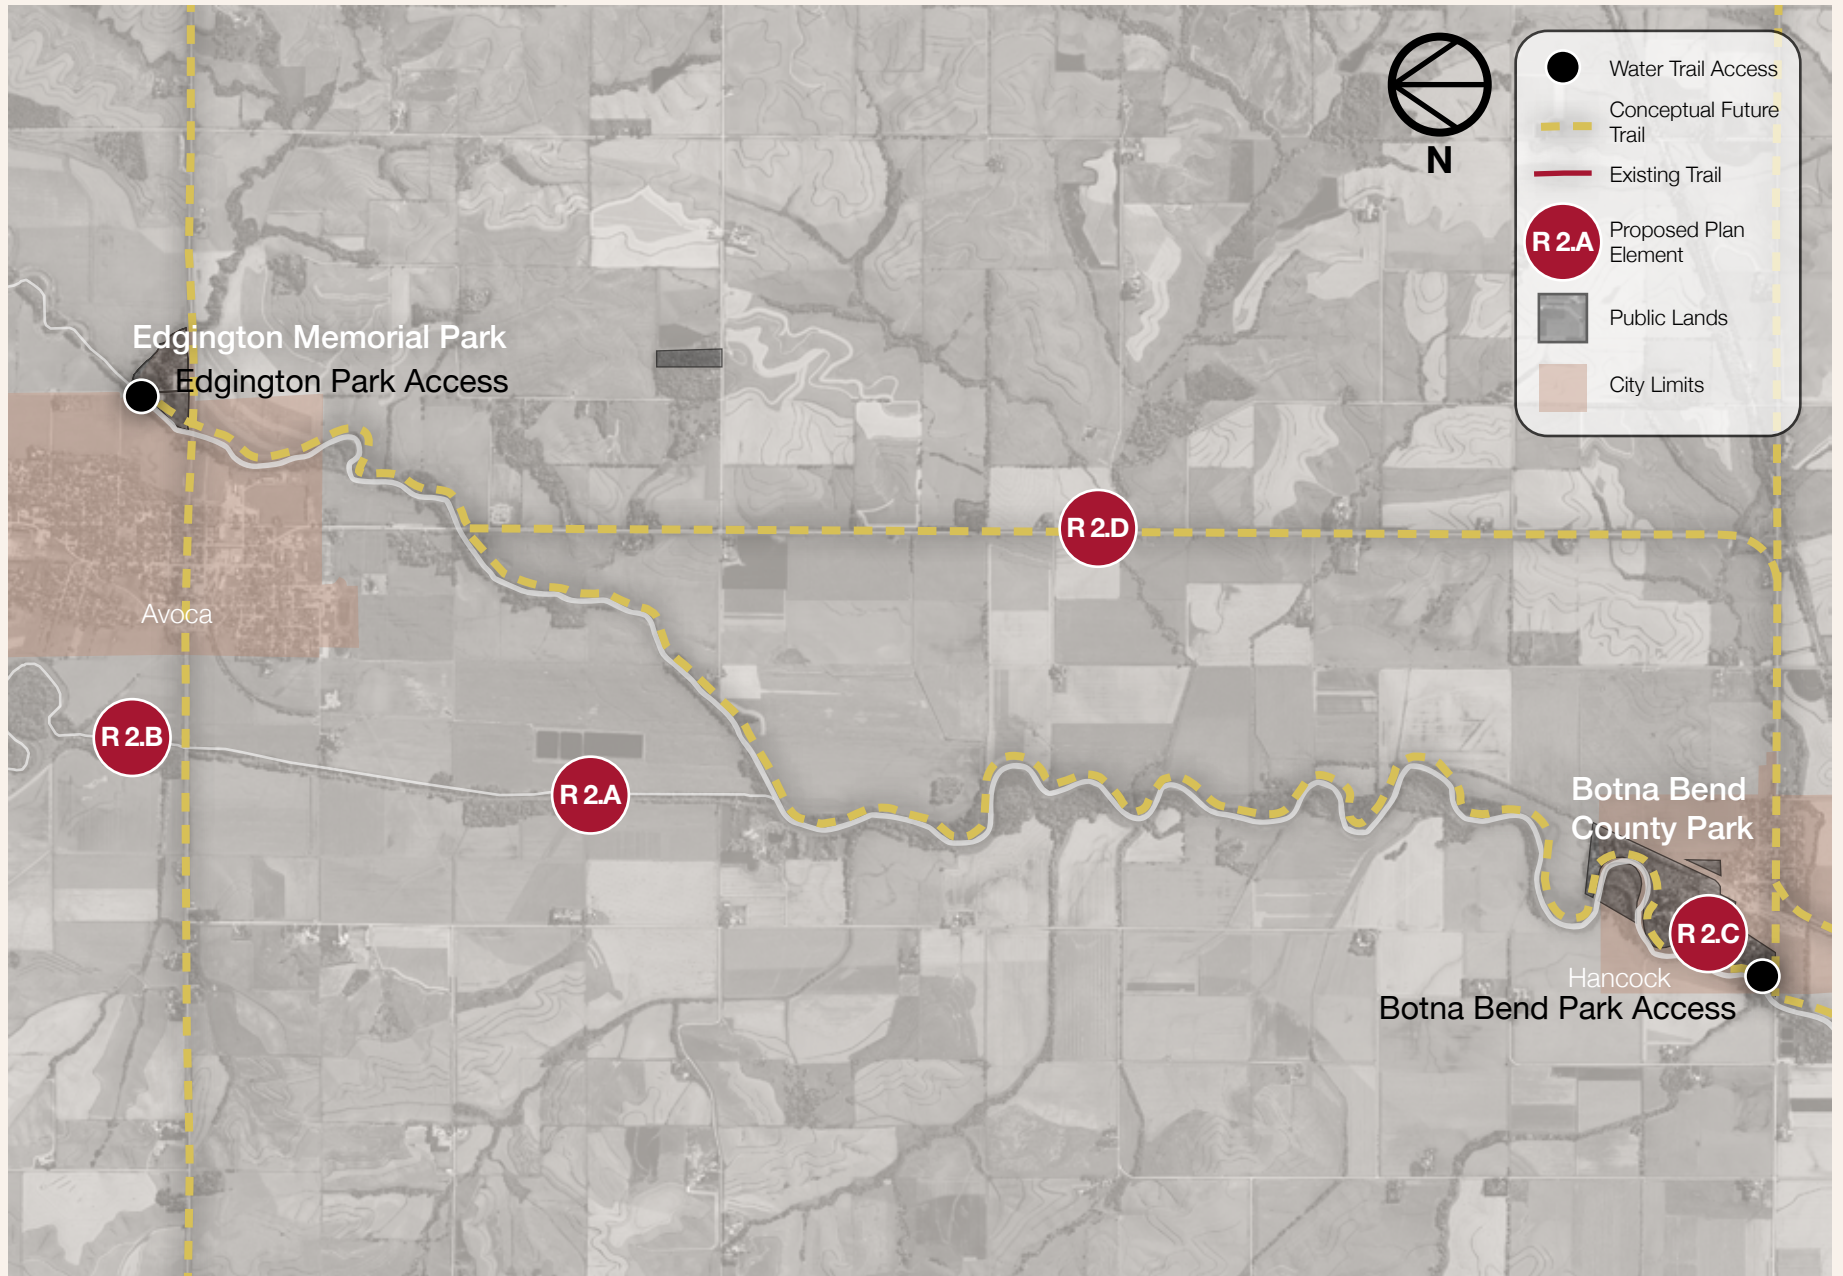 N
Water Trail Access
Conceptual Future
Trail
Existing Trail
R 2.A
Proposed Plan
Element
Public Lands
City Limits
Edgington Memorial Park
Edgington Park Access
R 2.D
Avoca
R 2.B
R 2.A
Botna Bend
County Park
R 2.C
Hancock
Botna Bend Park Access